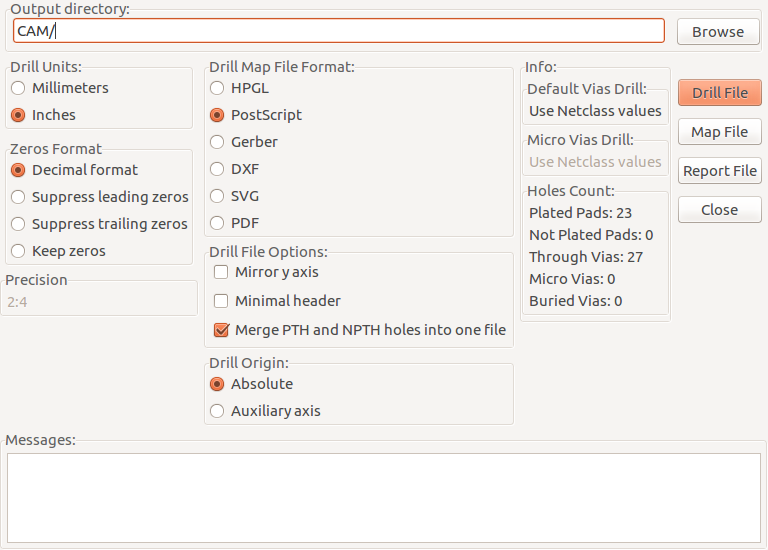 Output directory:
CAM/
Browse
Drill Units:
Millimeters
Inches
Zeros Format
Decimal format
Suppress leading zeros
Suppress trailing zeros
Keep zeros
Precision
2:4
Drill Map File Format:
HPGL
PostScript
Gerber
DXF
SVG
PDF
Drill File Options:
Mirror y axis
Minimal header
Merge PTH and NPTH holes into one file
Drill Origin:
Absolute
Auxiliary axis
Info:
Default Vias Drill:
Use Netclass values
Micro Vias Drill:
Use Netclass values
Holes Count:
Plated Pads: 23
Not Plated Pads: 0
Through Vias: 27
Micro Vias: 0
Buried Vias: 0
Drill File
Map File
Report File
Close
Messages: